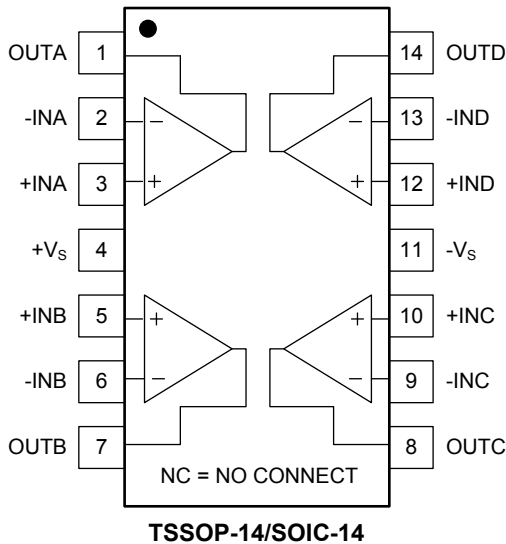 OUTA 1 14 OUTD
-INA 2 − − 13 -IND
+INA 3 + + 12 +IND
+VS 4 11 -VS
+INB 5 + + 10 +INC
-INB 6 − − 9 -INC
OUTB 7 8 OUTC
NC = NO CONNECT
TSSOP-14/SOIC-14